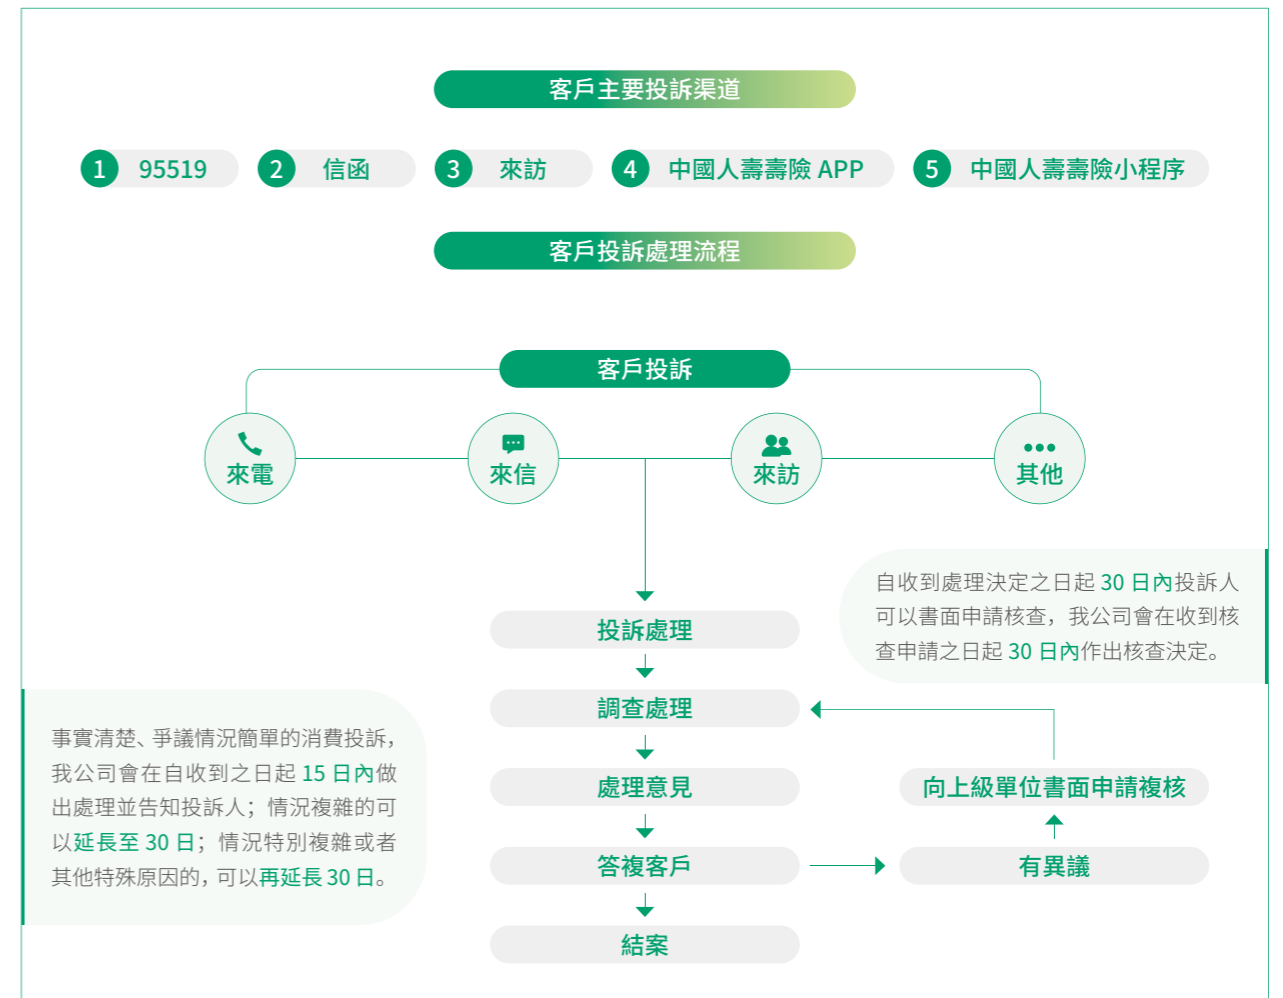 客戶主要投訴渠道
1 95519 2 信函 3 來訪 4 中國人壽壽險 APP 5 中國人壽壽險小程序
客戶投訴處理流程
客戶投訴
來電 來信 來訪 其他
自收到處理決定之日起 30 日內投訴人
可以書面申請核查，我公司會在收到核
查申請之日起 30 日內作出核查決定。
投訴處理
調查處理
事實清楚、爭議情況簡單的消費投訴，
我公司會在自收到之日起 15 日內做
出處理並告知投訴人；情況複雜的可
以延長至 30 日；情況特別複雜或者
其他特殊原因的，可以再延長 30 日。
處理意見
向上級單位書面申請複核
答複客戶
有異議
結案